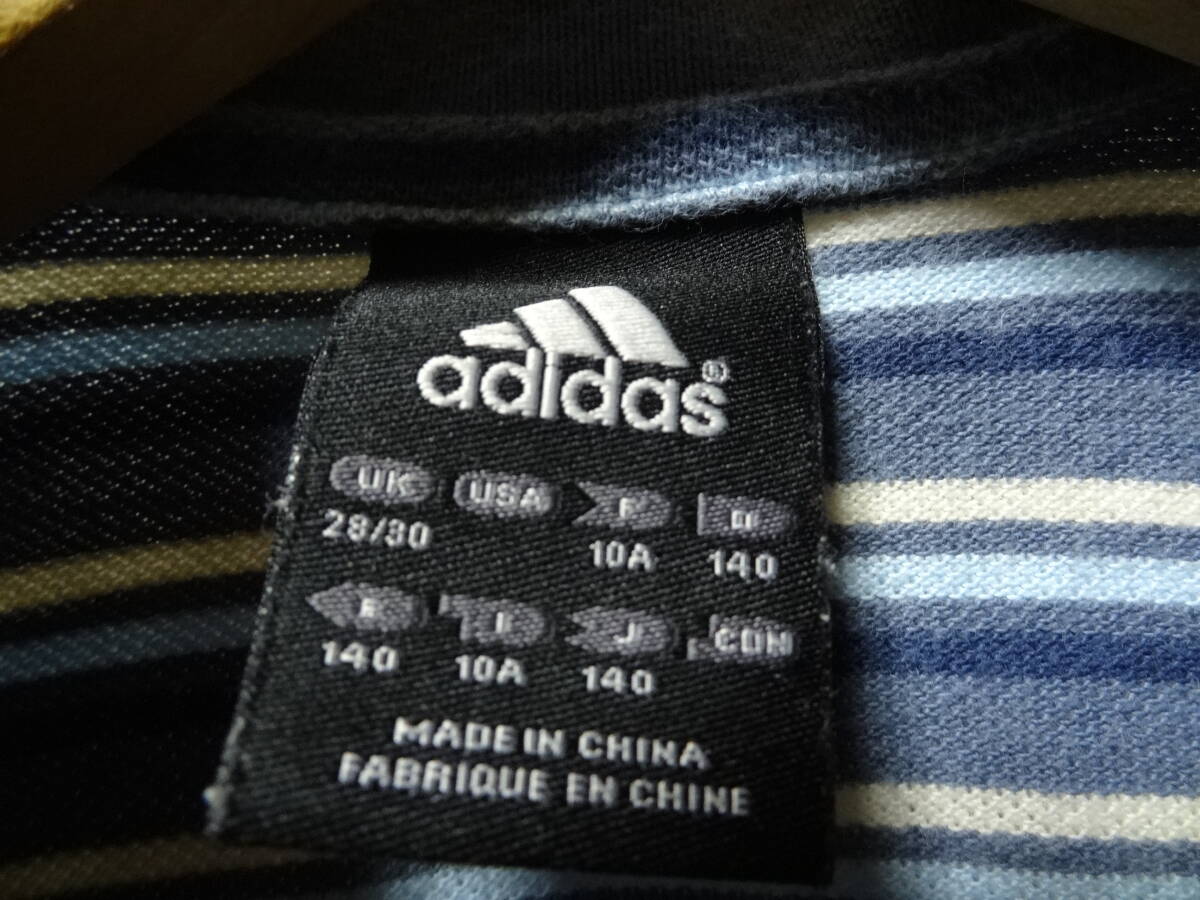 adidas®
UK USA F D
28/30 10A 140
E I J CDN
140 10A 140
MADE IN CHINA
FABRIQUE EN CHINE